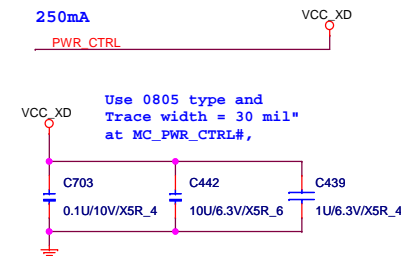 250mA
VCC_XD
PWR_CTRL
Use 0805 type and
Trace width = 30 mil"
at MC_PWR_CTRL#,
VCC_XD
C703
C442
C439
0.1U/10V/X5R_4
10U/6.3V/X5R_6
1U/6.3V/X5R_4